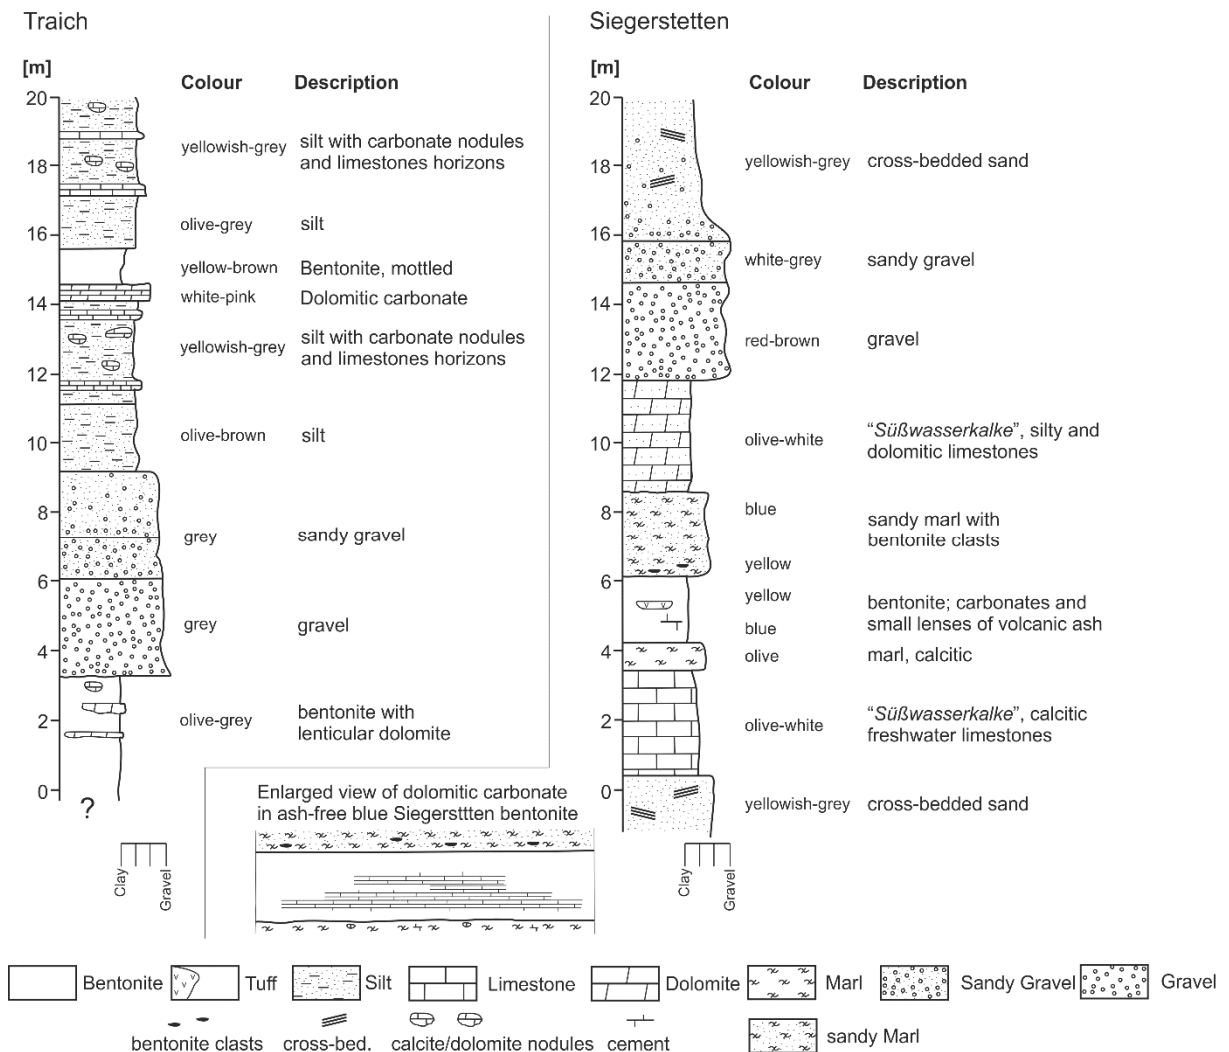 Traich
[m]
Colour
Description
20
18
16
14
12
10
8
6
4
2
0
yellowish-grey
silt with carbonate nodules
and limestones horizons
olive-grey
silt
yellow-brown
Bentonite, mottled
white-pink
Dolomitic carbonate
yellowish-grey
silt with carbonate nodules
and limestones horizons
olive-brown
silt
grey
sandy gravel
grey
gravel
olive-grey
bentonite with
lenticular dolomite
?
Clay
Gravel
Siegerstetten
[m]
Colour
Description
20
18
16
14
12
10
8
6
4
2
0
yellowish-grey
cross-bedded sand
white-grey
sandy gravel
red-brown
gravel
olive-white
“Süßwasserkalke”, silty and
dolomitic limestones
blue
sandy marl with
bentonite clasts
yellow
yellow
bentonite; carbonates and
small lenses of volcanic ash
blue
olive
marl, calcitic
olive-white
“Süßwasserkalke”, calcitic
freshwater limestones
yellowish-grey
cross-bedded sand
Clay
Gravel
Enlarged view of dolomitic carbonate
in ash-free blue Siegersttten bentonite
Bentonite
Tuff
Silt
Limestone
Dolomite
Marl
Sandy Gravel
Gravel
bentonite clasts
cross-bed.
calcite/dolomite nodules
cement
sandy Marl